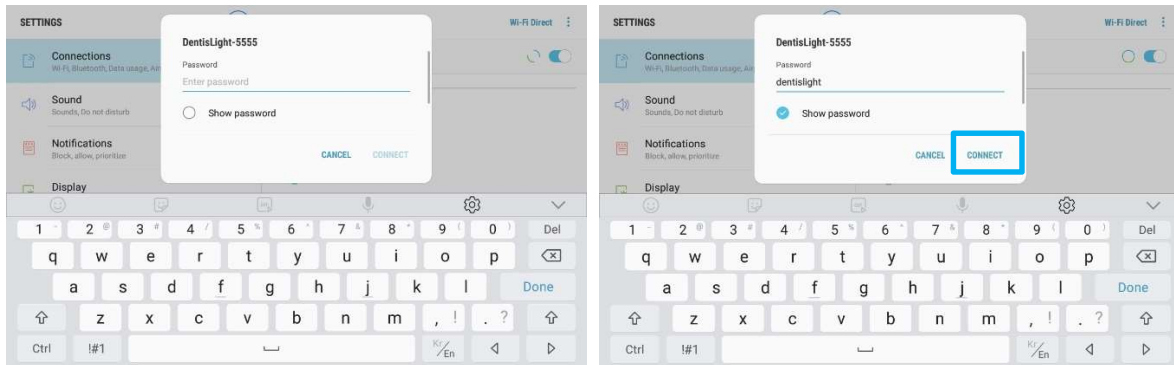 SETTINGS
Wi-Fi Direct
DentisLight-5555
Connections
Wi-Fi, Bluetooth, Data usage, Air
Password
Enter password
Sound
Sounds, Do not disturb
Show password
Notifications
Block, allow, prioritize
CANCEL CONNECT
Display
1 - 2 @ 3 # 4 / 5 % 6 ^ 7 & 8 * 9 ( 0 ) Del
q w e r t y u i o p
a s d f g h j k l Done
z x c v b n m , ! . ?
Ctrl !#1 Kr/En
SETTINGS
Wi-Fi Direct
DentisLight-5555
Connections
Wi-Fi, Bluetooth, Data usage, Air
Password
dentislight
Sound
Sounds, Do not disturb
Show password
Notifications
Block, allow, prioritize
CANCEL CONNECT
Display
1 - 2 @ 3 # 4 / 5 % 6 ^ 7 & 8 * 9 ( 0 ) Del
q w e r t y u i o p
a s d f g h j k l Done
z x c v b n m , ! . ?
Ctrl !#1 Kr/En